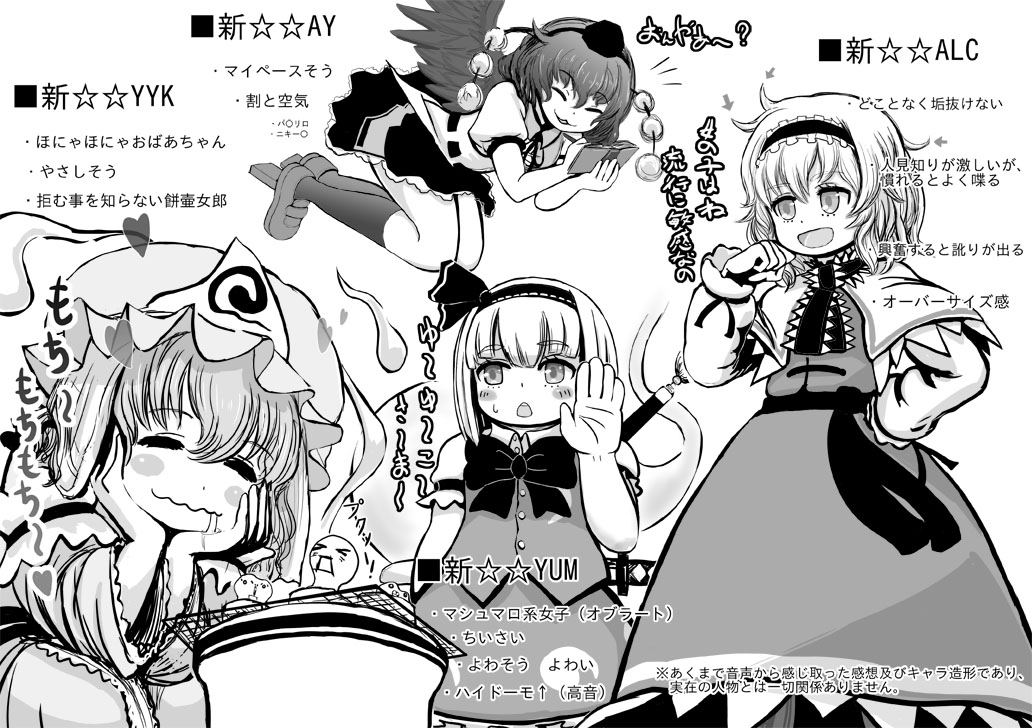 ■新☆☆AY
・マイペースそう
・割と空気
・パ〇リロ
・ニキー〇
おんやぁ～？
■新☆☆ALC
・どことなく垢抜けない
・人見知りが激しいが、
慣れるとよく喋る
・興奮すると訛りが出る
・オーバーサイズ感
女の子はね
流行に敏感なの
■新☆☆YYK
・ほにゃほにゃおばあちゃん
・やさしそう
・拒む事を知らない餅壷女郎
もち～
もちもち～
ゆ～ゆ～こ～
さ～ま～
プクッ!!
■新☆☆YUM
・マシュマロ系女子（オブラート）
・ちいさい
・よわそう　よわい
・ハイドーモ↑（高音）
※あくまで音声から感じ取った感想及びキャラ造形であり、
実在の人物とは一切関係ありません。